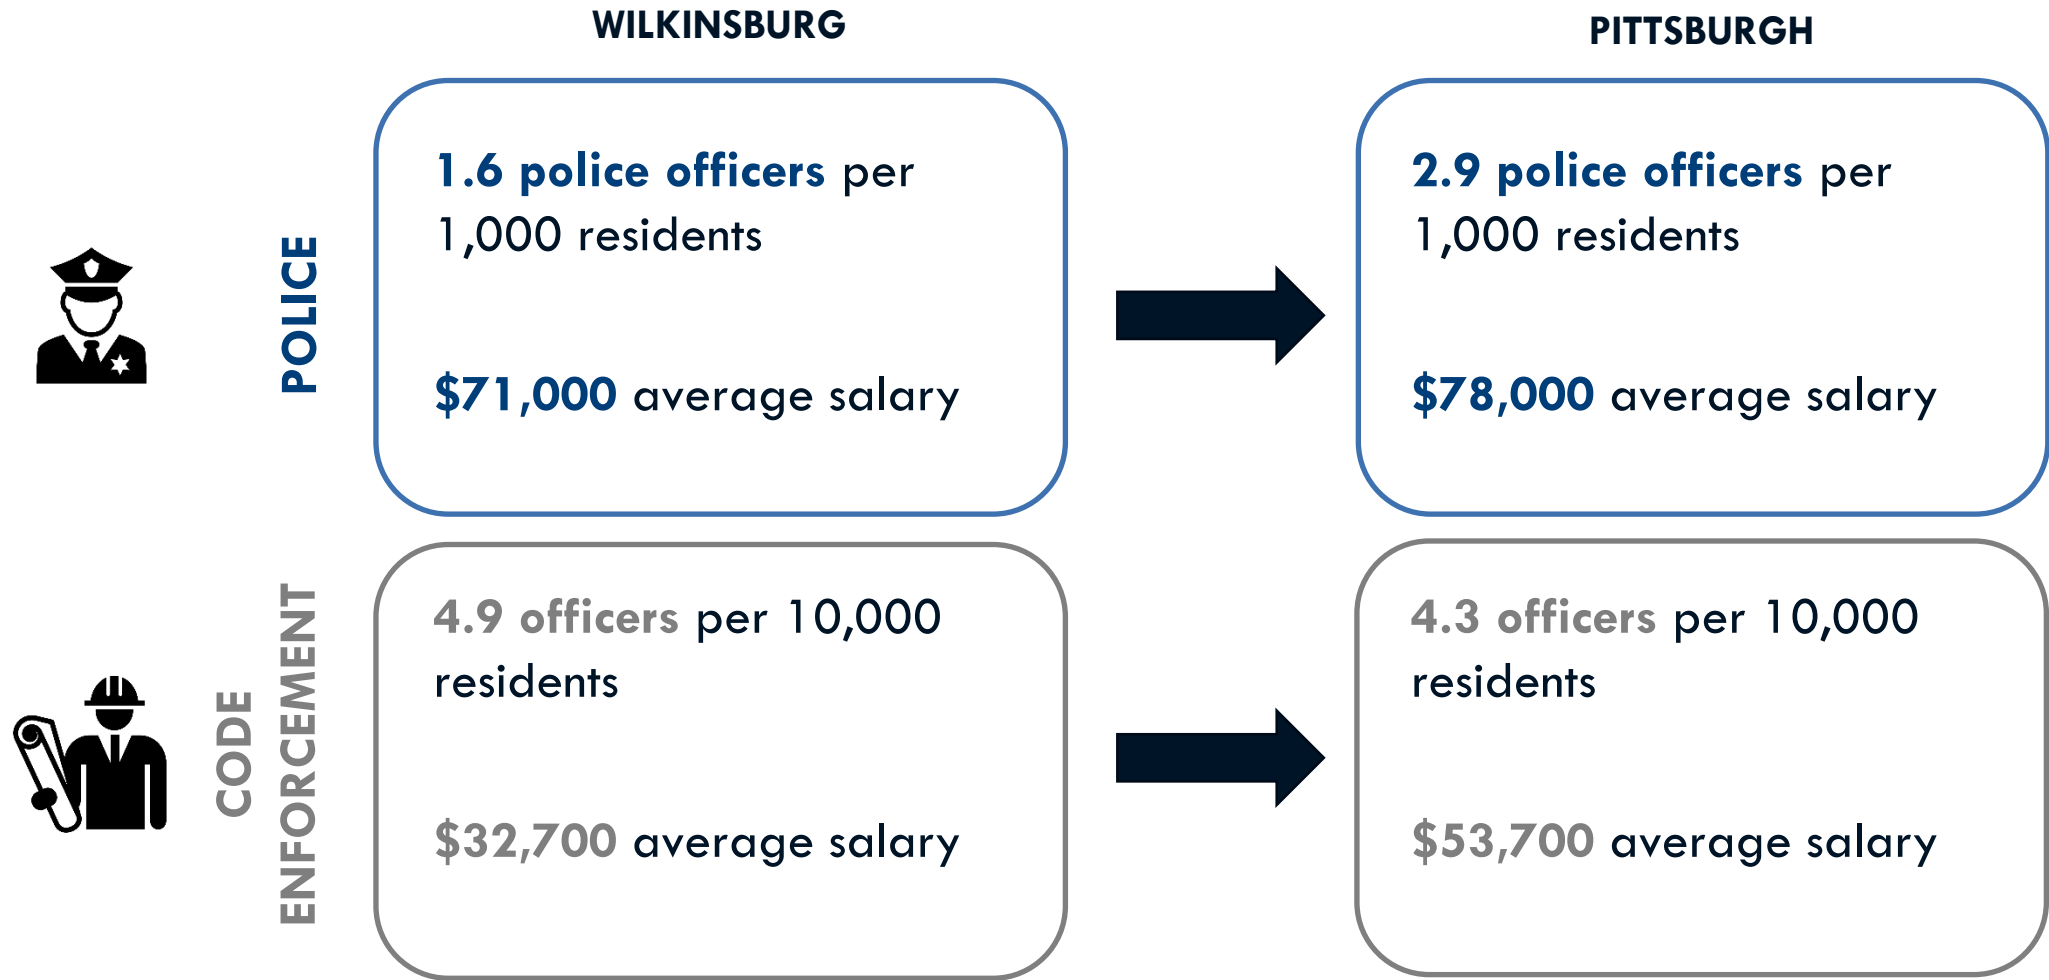 WILKINSBURG
PITTSBURGH
POLICE
1.6 police officers per
1,000 residents
$71,000 average salary
2.9 police officers per
1,000 residents
$78,000 average salary
CODE
ENFORCEMENT
4.9 officers per 10,000
residents
$32,700 average salary
4.3 officers per 10,000
residents
$53,700 average salary